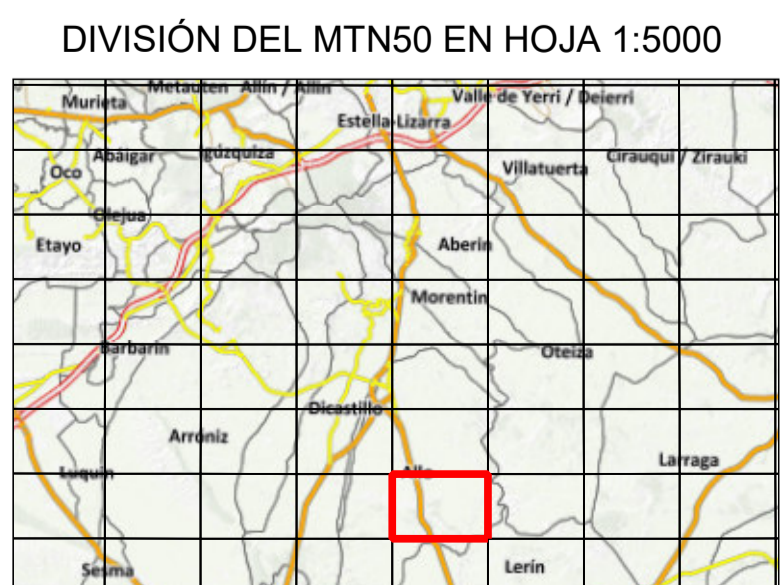 DIVISIÓN DEL MTN50 EN HOJA 1:5000
Metauten Allín / Allin
Murieta
Valle de Yerri / Deierri
Estella-Lizarra
Abáigar
Igúzquiza
Cirauqui / Zirauki
Villatuerta
Oco
Olejua
Etayo
Aberin
Morentin
Barbarin
Oteiza
Dicastillo
Arróniz
Larraga
Luquin
Allo
Lerín
Sesma